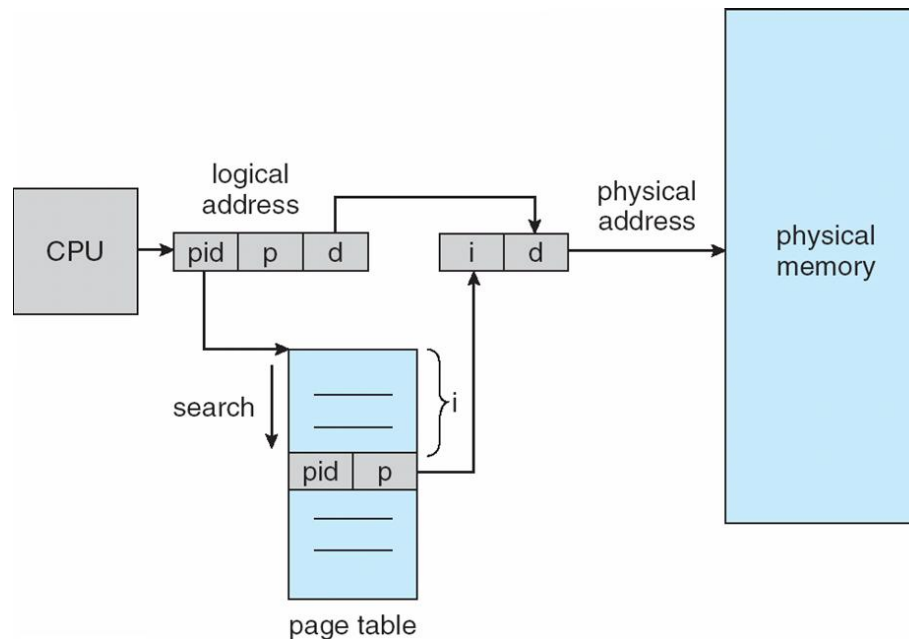 logical
address
physical
address
CPU
pid p d
i d
physical
memory
search
i
pid p
page table